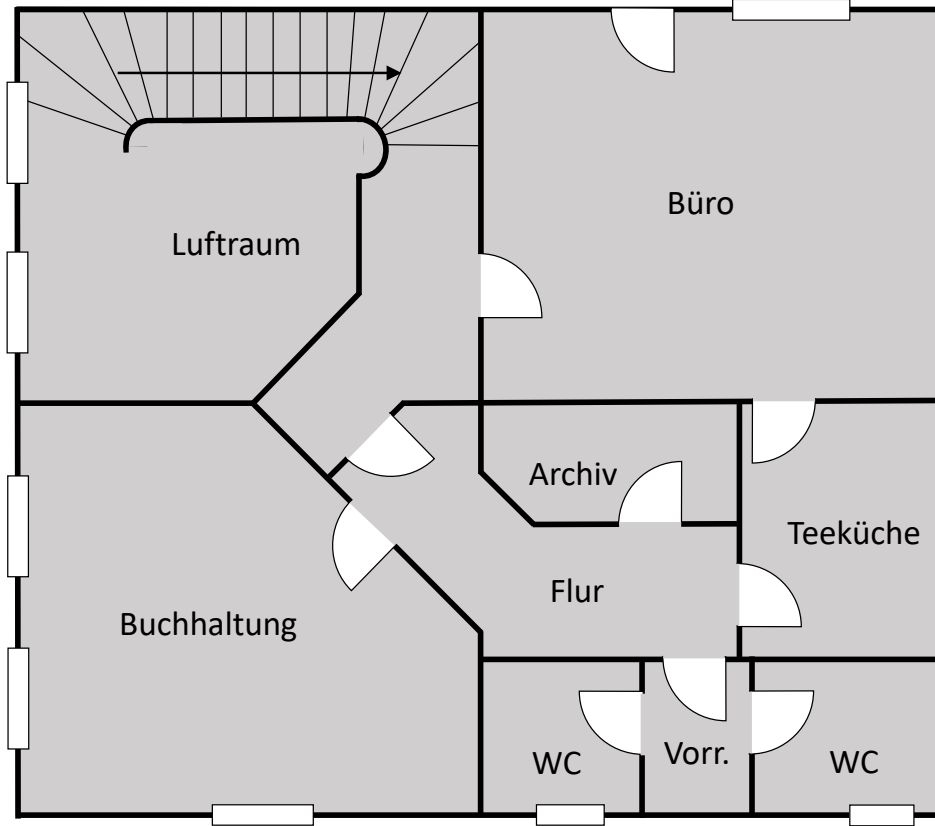 Büro
Luftraum
Archiv
Teeküche
Flur
Buchhaltung
WC
Vorr.
WC